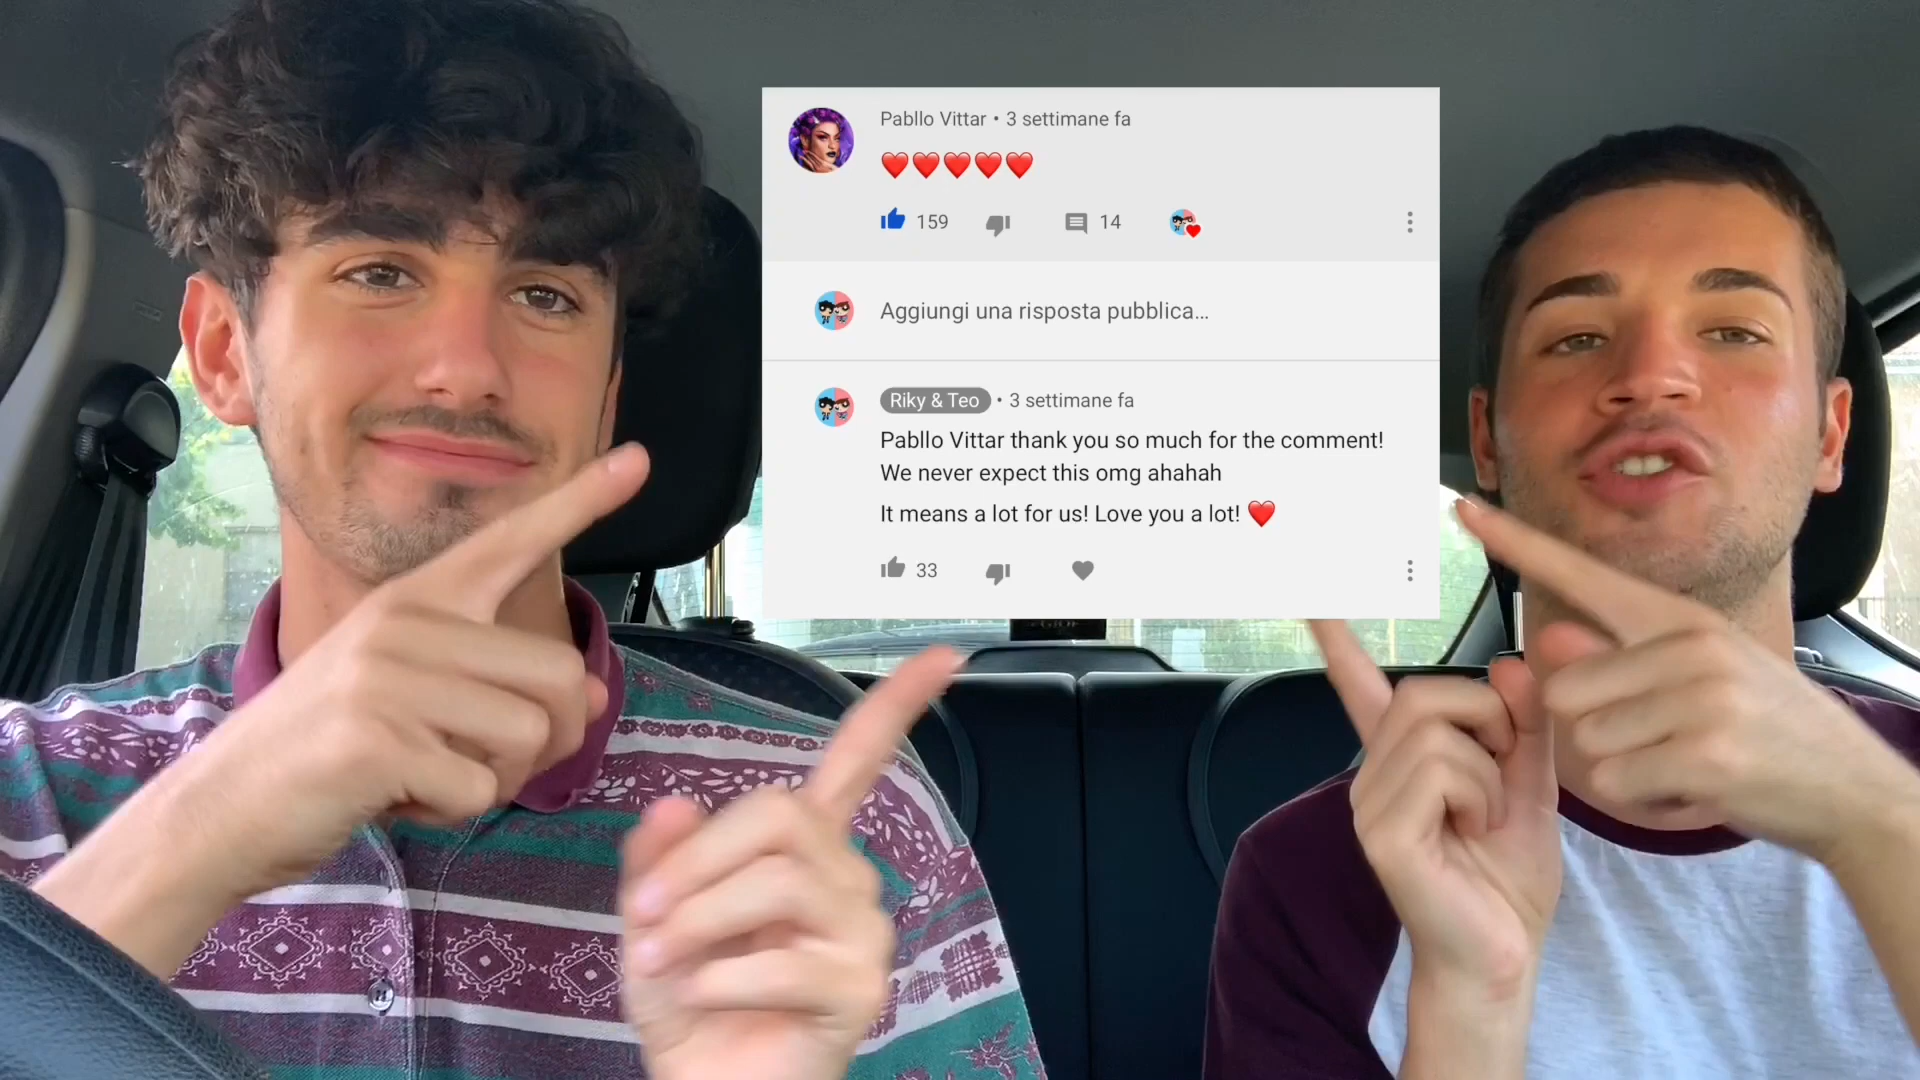 Pabllo Vittar • 3 settimane fa
❤️❤️❤️❤️❤️
159
14
Aggiungi una risposta pubblica...
Riky & Teo • 3 settimane fa
Pabllo Vittar thank you so much for the comment!
We never expect this omg ahahah
It means a lot for us! Love you a lot! ❤️
33